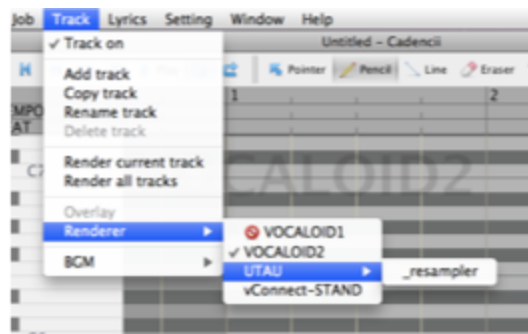 Job Track Lyrics Setting Window Help
Untitled – Cadencii
✓ Track on
Pointer Pencil Line Eraser
Add track
1 2
Copy track
Rename track
Delete track
Render current track
Render all tracks
VOCALOID2
Overlay
Renderer
VOCALOID1
✓ VOCALOID2
BGM
UTAU
_resampler
vConnect-STAND